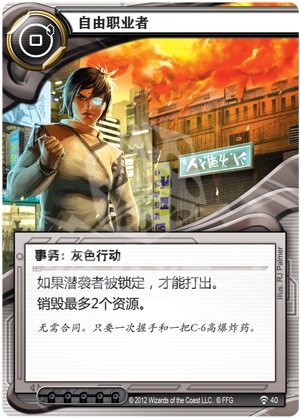 自由职业者
事务：灰色行动
如果潜袭者被锁定，才能打出。
销毁最多2个资源。
无需合同。只要一次握手和一把C-6高爆炸药。
Illus. RJ Palmer
© 2012 Wizards of the Coast LLC. © FFG
40